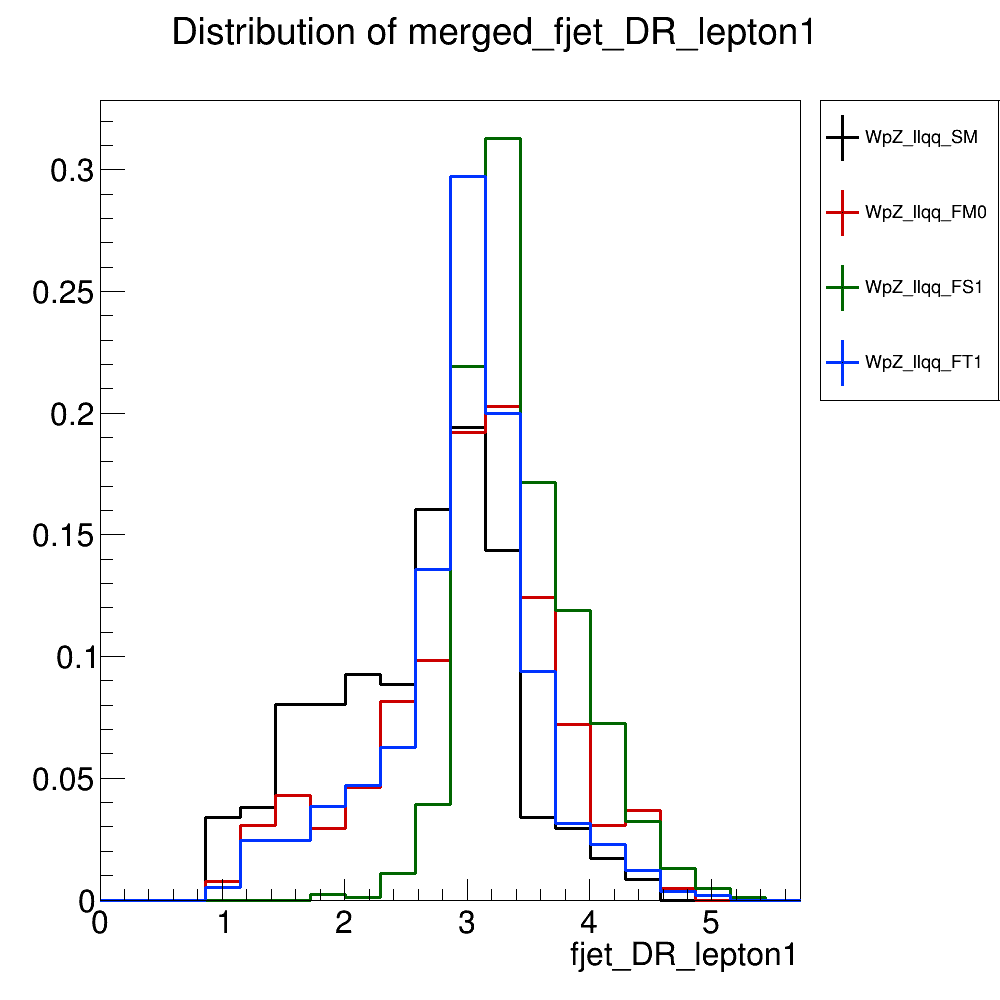 Distribution of merged_fjet_DR_lepton1
WpZ_llqq_SM
WpZ_llqq_FM0
WpZ_llqq_FS1
WpZ_llqq_FT1
0.3
0.25
0.2
0.15
0.1
0.05
0
0 1 2 3 4 5
fjet_DR_lepton1